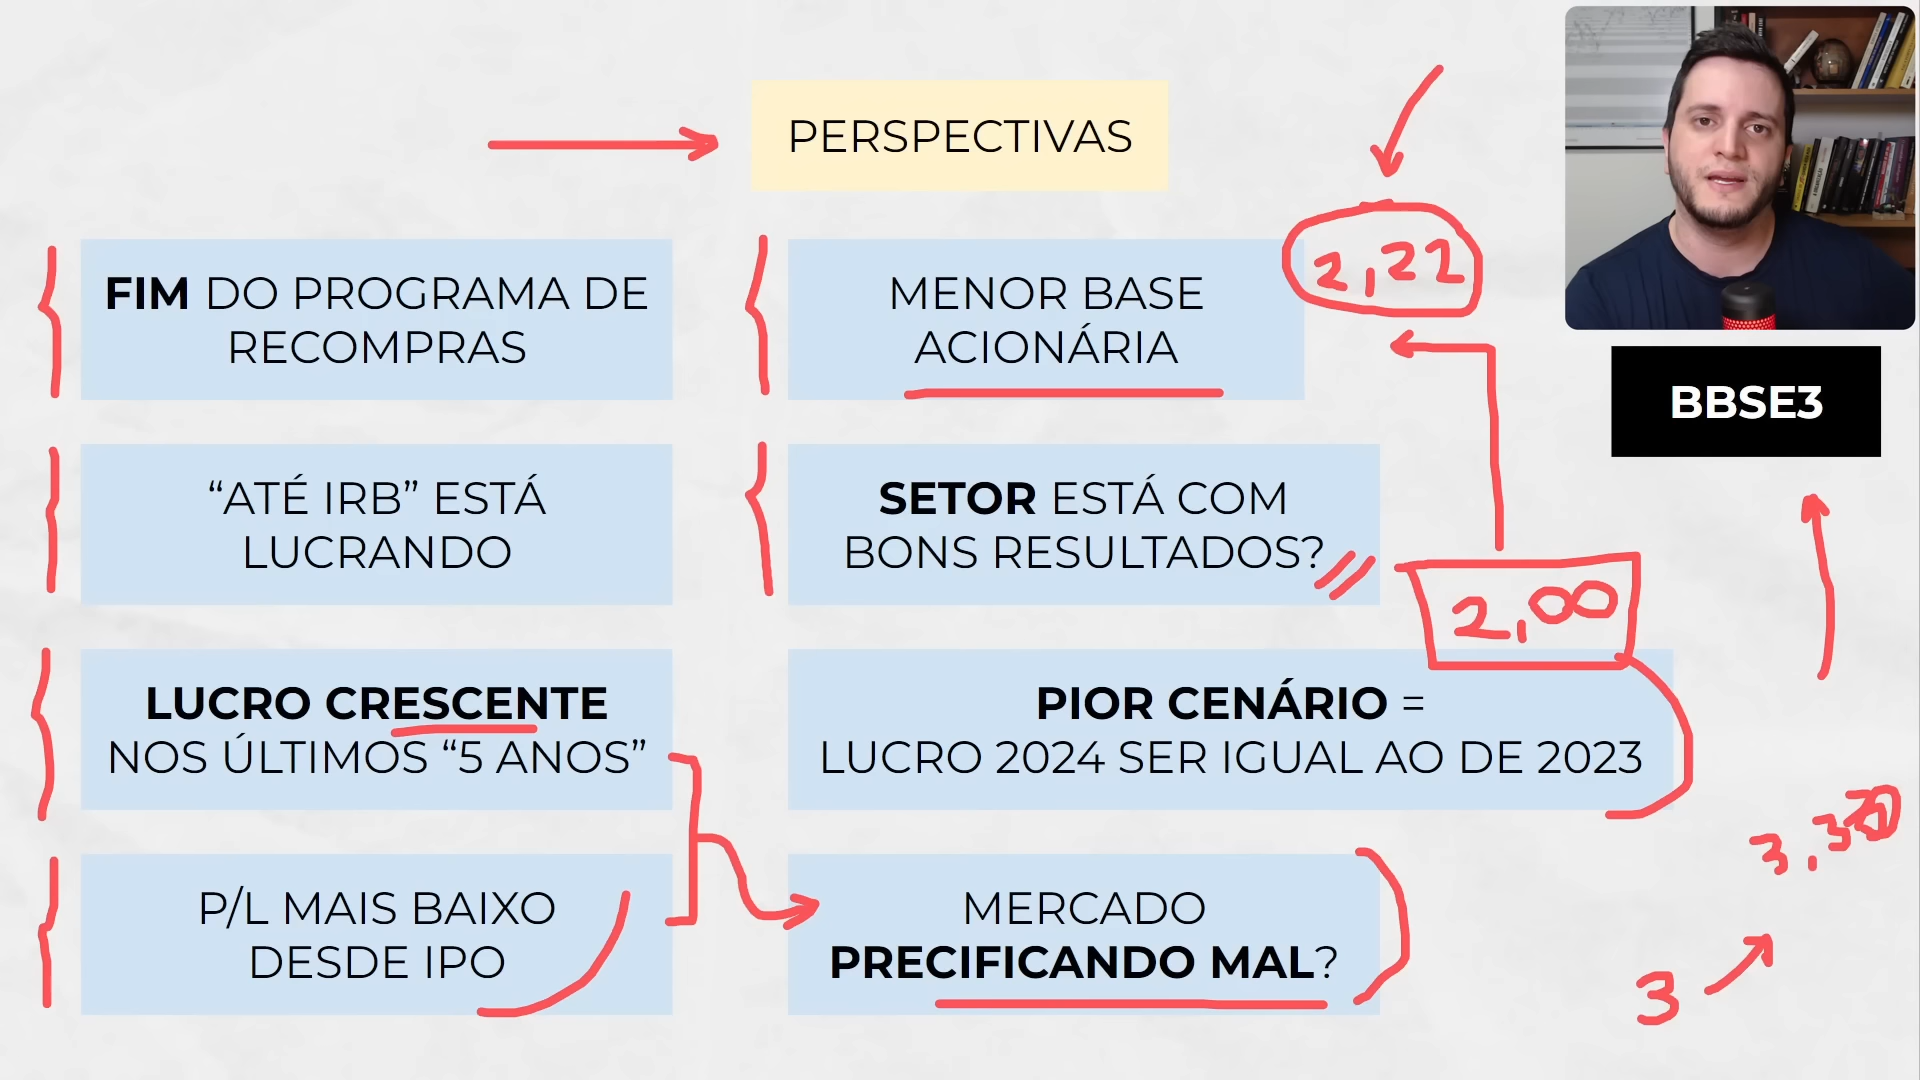 PERSPECTIVAS
FIM DO PROGRAMA DE
RECOMPRAS
MENOR BASE
ACIONÁRIA
2,22
BBSE3
“ATÉ IRB” ESTÁ
LUCRANDO
SETOR ESTÁ COM
BONS RESULTADOS?
2,00
LUCRO CRESCENTE
NOS ÚLTIMOS “5 ANOS”
PIOR CENÁRIO =
LUCRO 2024 SER IGUAL AO DE 2023
P/L MAIS BAIXO
DESDE IPO
MERCADO
PRECIFICANDO MAL?
3